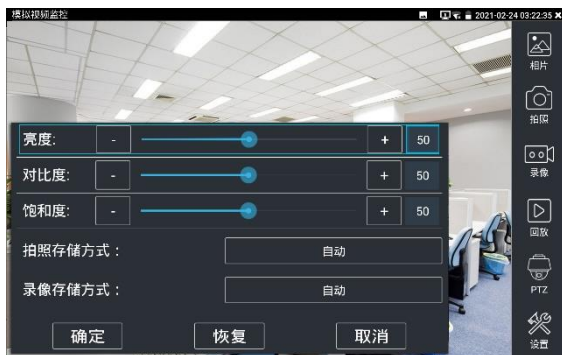 模拟视频监控 2021-02-24 03:22:35
相片
拍照
录像
回放
PTZ
设置
亮度: - + 50
对比度: - + 50
饱和度: - + 50
拍照存储方式： 自动
录像存储方式： 自动
确定 恢复 取消